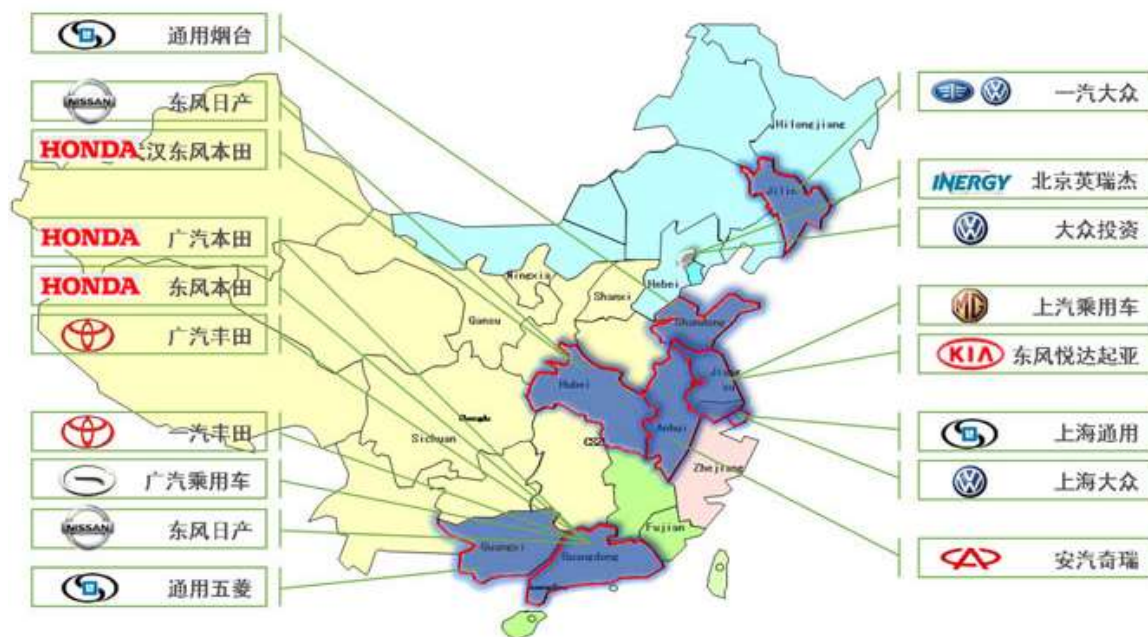 通用烟台
NISSAN 东风日产
HONDA 武汉东风本田
HONDA 广汽本田
HONDA 东风本田
广汽丰田
一汽丰田
广汽乘用车
NISSAN 东风日产
通用五菱
一汽大众
INERGY 北京英瑞杰
大众投资
MG 上汽乘用车
KIA 东风悦达起亚
上海通用
上海大众
安汽奇瑞
Hilongjiang
Jilin
Hebei
Ningxia
Shanxi
Gansu
Shandong
Hubei
Anhui
Sichuan
Zhejiang
Fujian
Guangxi
Guangdong